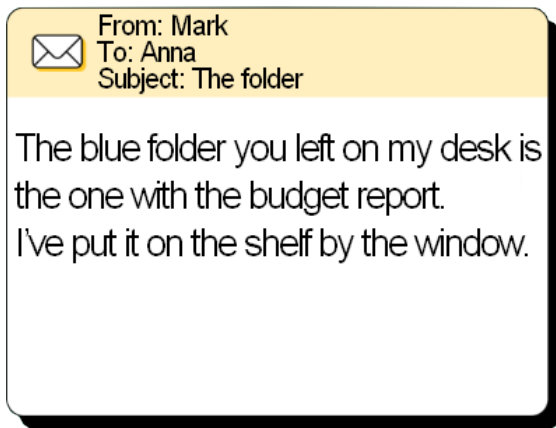 From: Mark
To: Anna
Subject: The folder
The blue folder you left on my desk is
the one with the budget report.
I've put it on the shelf by the window.